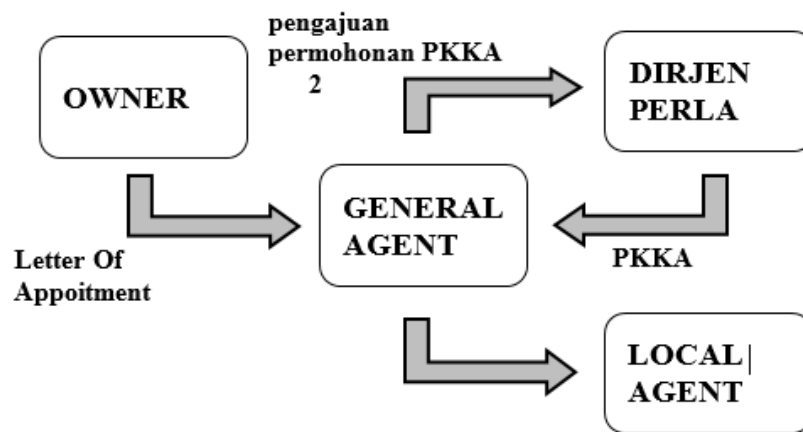 pengajuan
permohonan PKKA
2
OWNER
DIRJEN
PERLA
GENERAL
AGENT
Letter Of
Appoitment
PKKA
LOCAL
AGENT